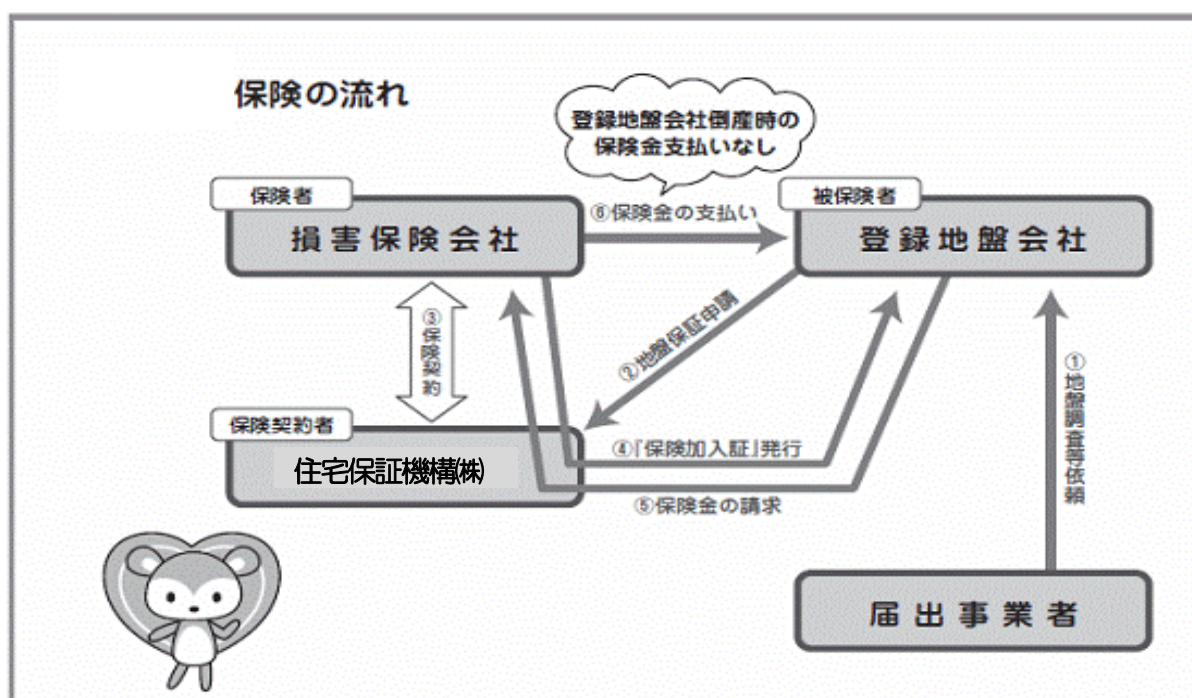 保険の流れ
登録地盤会社倒産時の
保険金支払いなし
保険者
損害保険会社
⑥保険金の支払い
被保険者
登録地盤会社
③保険契約
②地盤保証申請
①地盤調査等依頼
保険契約者
住宅保証機構㈱
④『保険加入証』発行
⑤保険金の請求
届出事業者